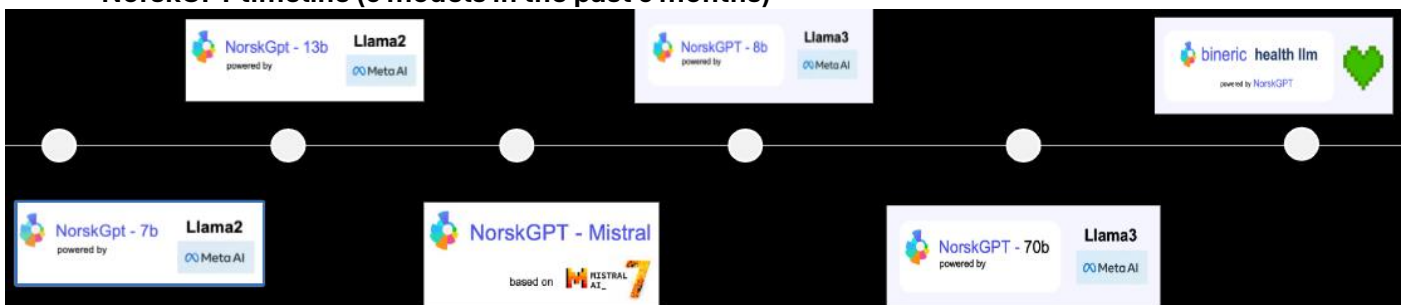 NorskGPT timeline models in the past months)
NorskGpt - 13b
powered by
Llama2
Meta AI
NorskGPT - 8b
powered by
Llama3
Meta AI
bineric health llm
powered by NorskGPT
NorskGpt - 7b
powered by
Llama2
Meta AI
NorskGPT - Mistral
based on
MISTRAL
AI_
7
NorskGPT - 70b
powered by
Llama3
Meta AI